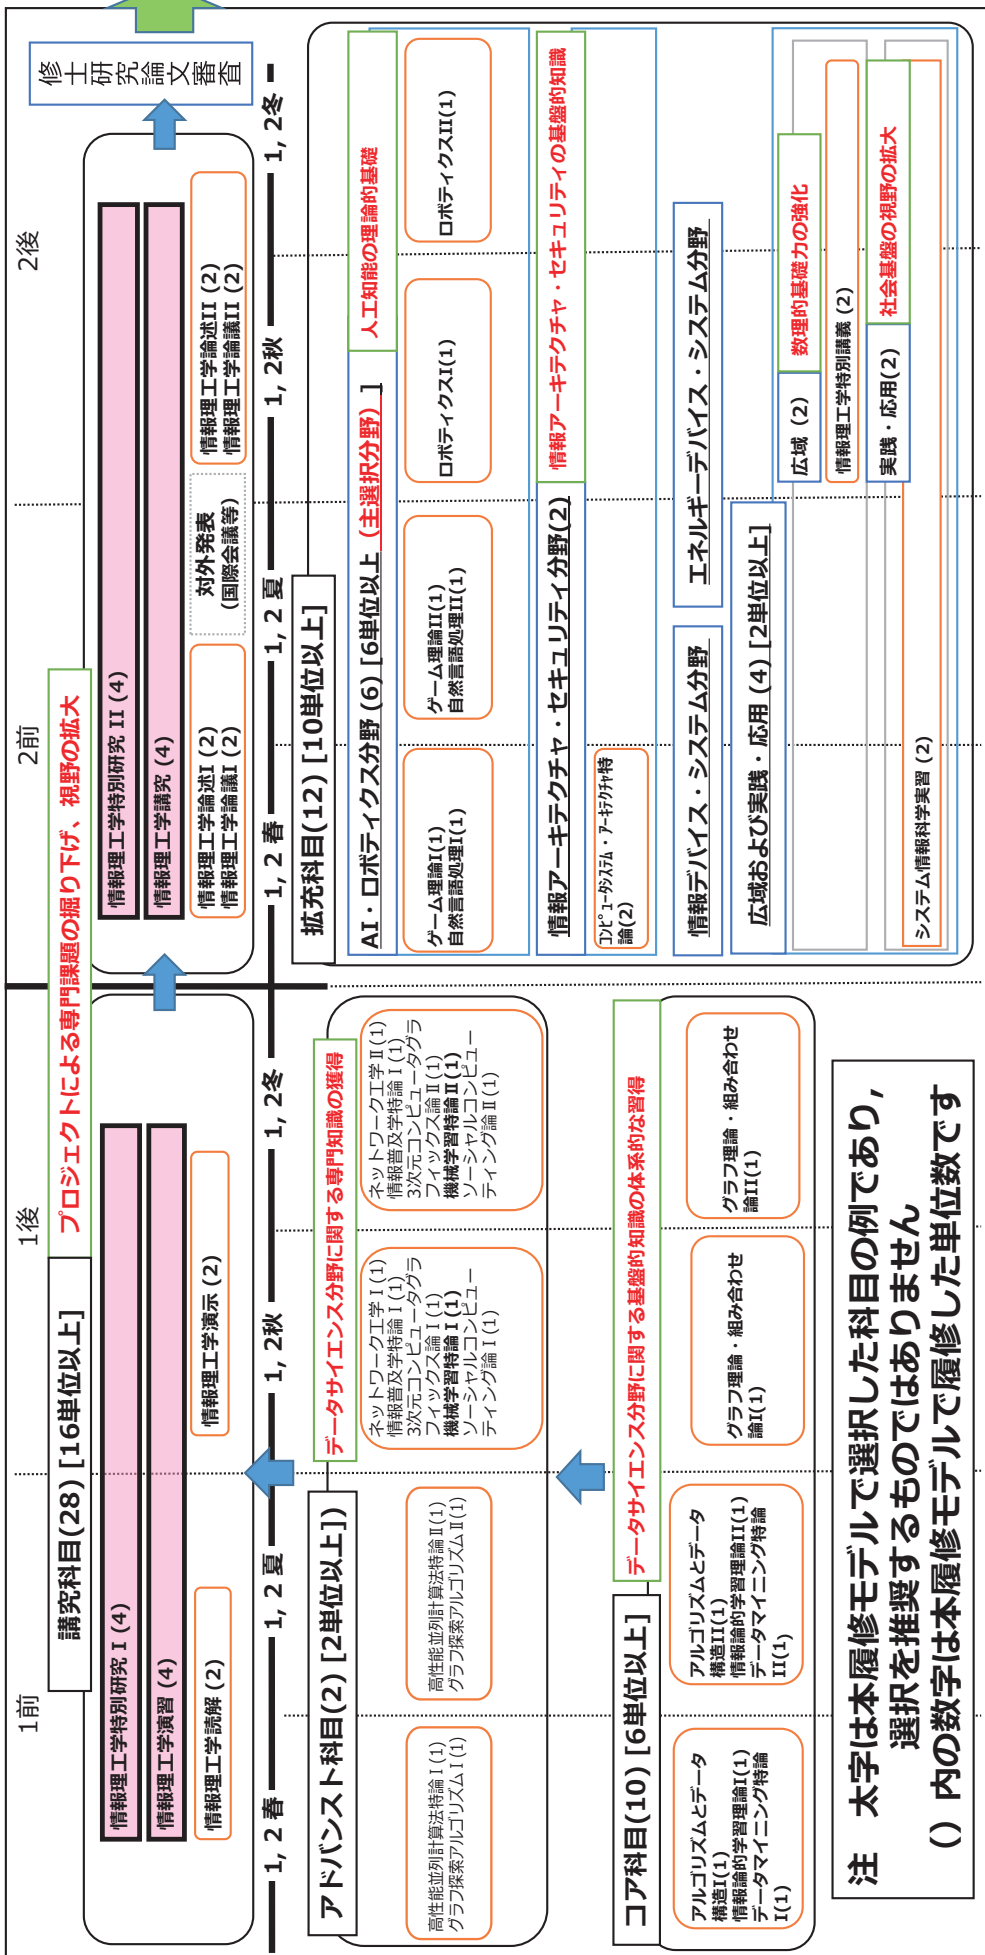 1前
1後
2前
2後
講究科目(28) [16単位以上]
プロジェクトによる専門課題の掘り下げ、視野の拡大
修士研究論文審査
情報理工学特別研究 I (4)
情報理工学演習 (4)
情報理工学読解 (2)
情報理工学演示 (2)
情報理工学特別研究 II (4)
情報理工学講究 (4)
情報理工学論述I (2)
情報理工学論議I (2)
対外発表
(国際会議等)
情報理工学論述II (2)
情報理工学論議II (2)
1, 2 春
1, 2 夏
1, 2秋
1, 2冬
1, 2 春
1, 2 夏
1, 2秋
1, 2冬
アドバンスト科目(2) [2単位以上])
データサイエンス分野に関する専門知識の獲得
高性能並列計算法特論 I (1)
グラフ探索アルゴリズム I (1)
高性能並列計算法特論 II (1)
グラフ探索アルゴリズム II (1)
ネットワーク工学 I (1)
情報普及学特論 I (1)
3次元コンピュータグラ
フィックス論 I (1)
機械学習特論 I (1)
ソーシャルコンピュー
ティング論 I (1)
ネットワーク工学 II (1)
情報普及学特論 I (1)
3次元コンピュータグラ
フィックス論 II (1)
機械学習特論 II (1)
ソーシャルコンピュー
ティング論 II (1)
コア科目(10) [6単位以上]
データサイエンス分野に関する基盤的知識の体系的な習得
アルゴリズムとデータ
構造I(1)
情報論的学習理論I(1)
データマイニング特論
I(1)
アルゴリズムとデータ
構造II(1)
情報論的学習理論II(1)
データマイニング特論
II(1)
グラフ理論・組み合わせ
論I(1)
グラフ理論・組み合わせ
論II(1)
拡充科目(12) [10単位以上]
AI・ロボティクス分野 (6) [6単位以上（主選択分野）]
人工知能の理論的基礎
ゲーム理論I(1)
自然言語処理I(1)
ゲーム理論II(1)
自然言語処理II(1)
ロボティクスI(1)
ロボティクスII(1)
情報アーキテクチャ・セキュリティ分野(2)
情報アーキテクチャ・セキュリティの基盤的知識
コンピュータシステム・アーキテクチャ特
論(2)
情報デバイス・システム分野
エネルギーデバイス・システム分野
広域および実践・応用 (4) [2単位以上]
広域 (2)
数理的基礎力の強化
情報理工学特別講義 (2)
実践・応用(2)
社会基盤の視野の拡大
システム情報科学実習 (2)
注 太字は本履修モデルで選択した科目の例であり,
選択を推奨するものではありません
() 内の数字は本履修モデルで履修した単位数です